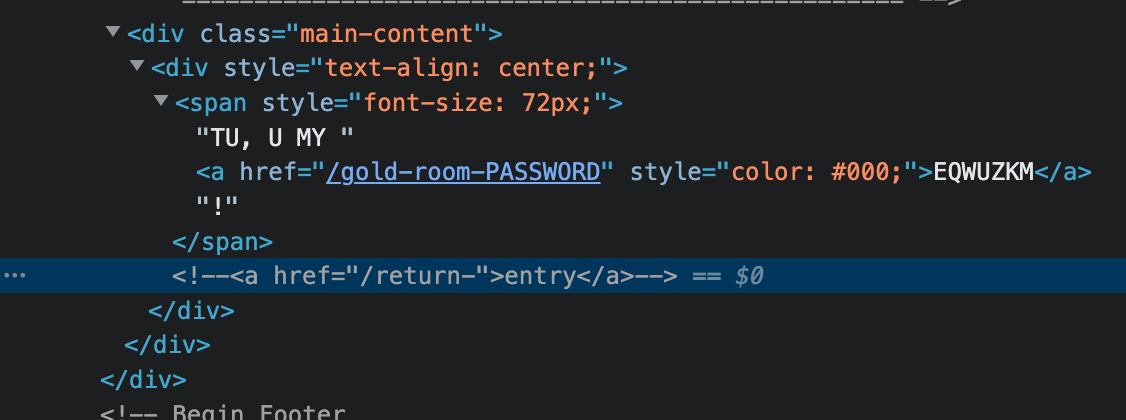 ============================================== -->
<div class="main-content">
<div style="text-align: center;">
<span style="font-size: 72px;">
"TU, U MY "
<a href="/gold-room-PASSWORD" style="color: #000;">EQWUZKM</a>
"!"
</span>
<!--<a href="/return-">entry</a>--> == $0
</div>
</div>
</div>
<!-- Begin Footer